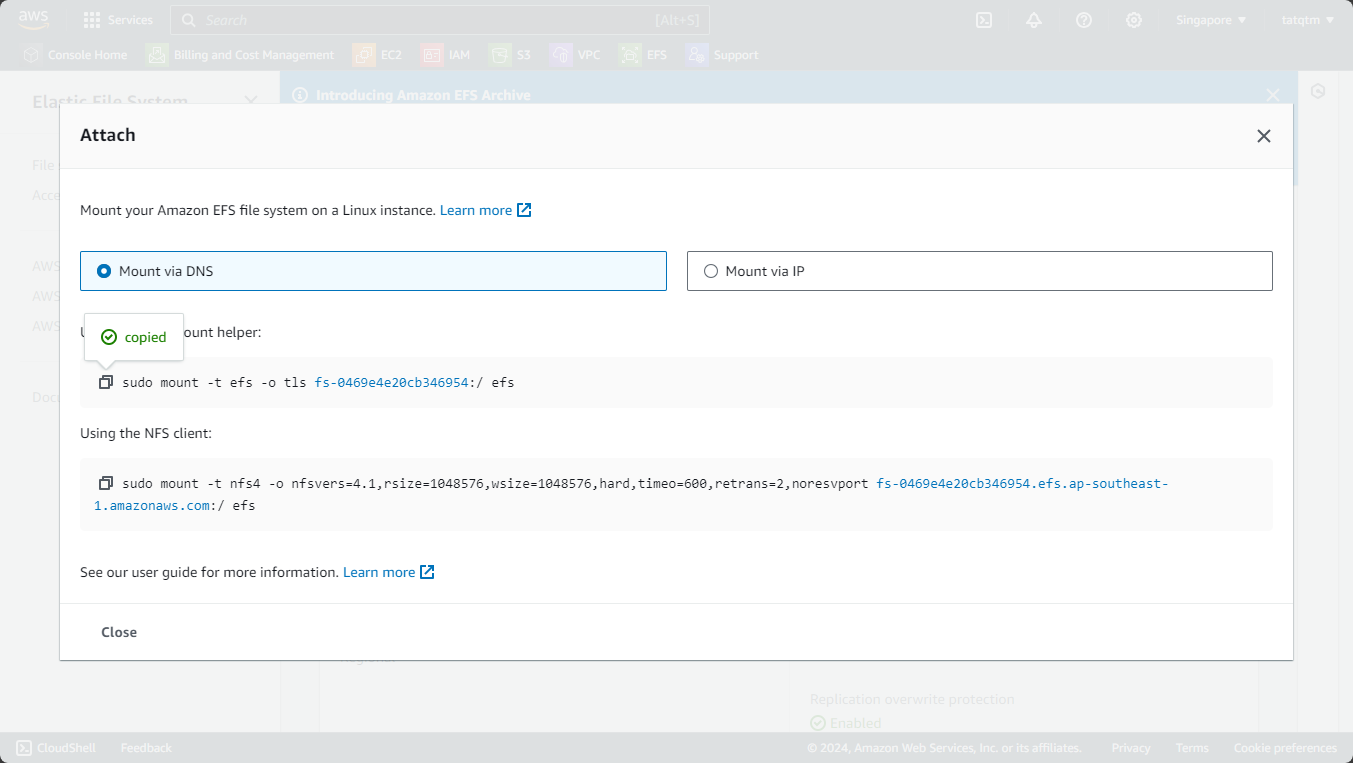 aws
Services
Search
[Alt+S]
Singapore
tatqtm
Console Home
Billing and Cost Management
EC2
IAM
S3
VPC
EFS
Support
Elastic File System
Introducing Amazon EFS Archive
File
Acce
AWS
AWS
AWS
Attach
Mount your Amazon EFS file system on a Linux instance. Learn more
Mount via DNS
Mount via IP
copied
ount helper:
sudo mount -t efs -o tls fs-0469e4e20cb346954:/ efs
Using the NFS client:
sudo mount -t nfs4 -o nfsvers=4.1,rsize=1048576,wsize=1048576,hard,timeo=600,retrans=2,noresvport fs-0469e4e20cb346954.efs.ap-southeast-
1.amazonaws.com:/ efs
See our user guide for more information. Learn more
Close
Replication overwrite protection
Enabled
CloudShell
Feedback
© 2024, Amazon Web Services, Inc. or its affiliates.
Privacy
Terms
Cookie preferences